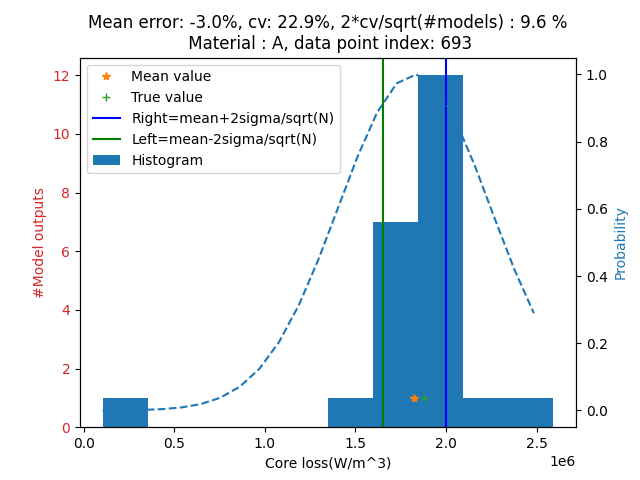 Mean error: -3.0%, cv: 22.9%, 2*cv/sqrt(#models) : 9.6 %
Material : A, data point index: 693
Mean value
True value
Right=mean+2sigma/sqrt(N)
Left=mean-2sigma/sqrt(N)
Histogram
#Model outputs
12
10
8
6
4
2
0
Probability
1.0
0.8
0.6
0.4
0.2
0.0
0.0 0.5 1.0 1.5 2.0 2.5
1e6
Core loss(W/m^3)